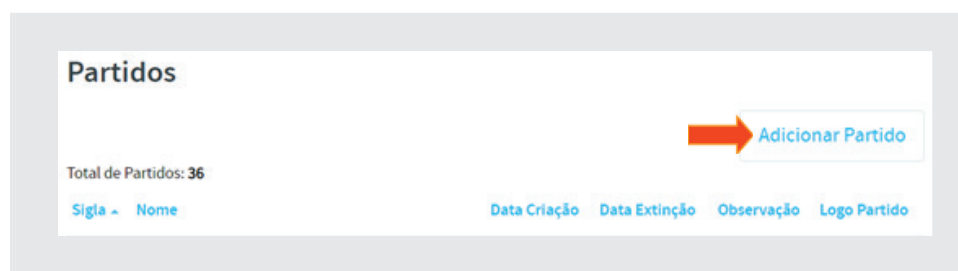 Partidos
Adicionar Partido
Total de Partidos: 36
Sigla Nome Data Criação Data Extinção Observação Logo Partido